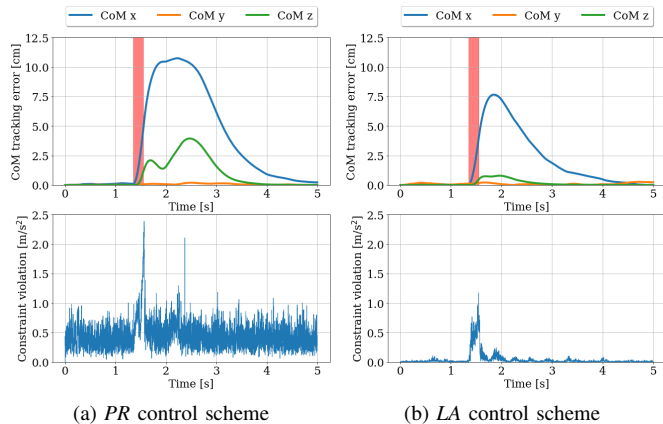 CoM x CoM y CoM z
CoM x CoM y CoM z
CoM tracking error [cm]
12.5
10.0
7.5
5.0
2.5
0.0
0 1 2 3 4 5
Time [s]
CoM tracking error [cm]
12.5
10.0
7.5
5.0
2.5
0.0
0 1 2 3 4 5
Time [s]
Constraint violation [m/s²]
2.5
2.0
1.5
1.0
0.5
0.0
0 1 2 3 4 5
Time [s]
Constraint violation [m/s²]
2.5
2.0
1.5
1.0
0.5
0.0
0 1 2 3 4 5
Time [s]
(a) PR control scheme
(b) LA control scheme